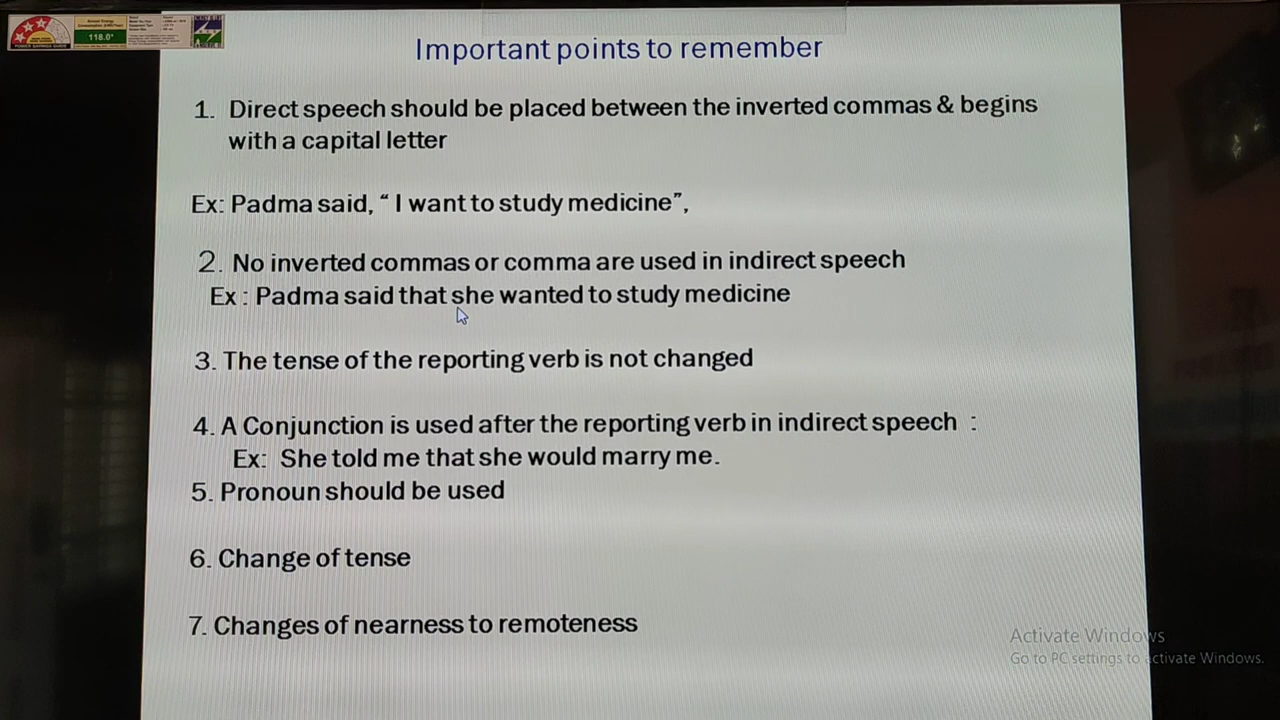 118.0
POWER SAVINGS GUIDE
Important points to remember
1. Direct speech should be placed between the inverted commas & begins
with a capital letter
Ex: Padma said, “ I want to study medicine”,
2. No inverted commas or comma are used in indirect speech
Ex : Padma said that she wanted to study medicine
3. The tense of the reporting verb is not changed
4. A Conjunction is used after the reporting verb in indirect speech :
Ex: She told me that she would marry me.
5. Pronoun should be used
6. Change of tense
7. Changes of nearness to remoteness
Activate Windows
Go to PC settings to activate Windows.